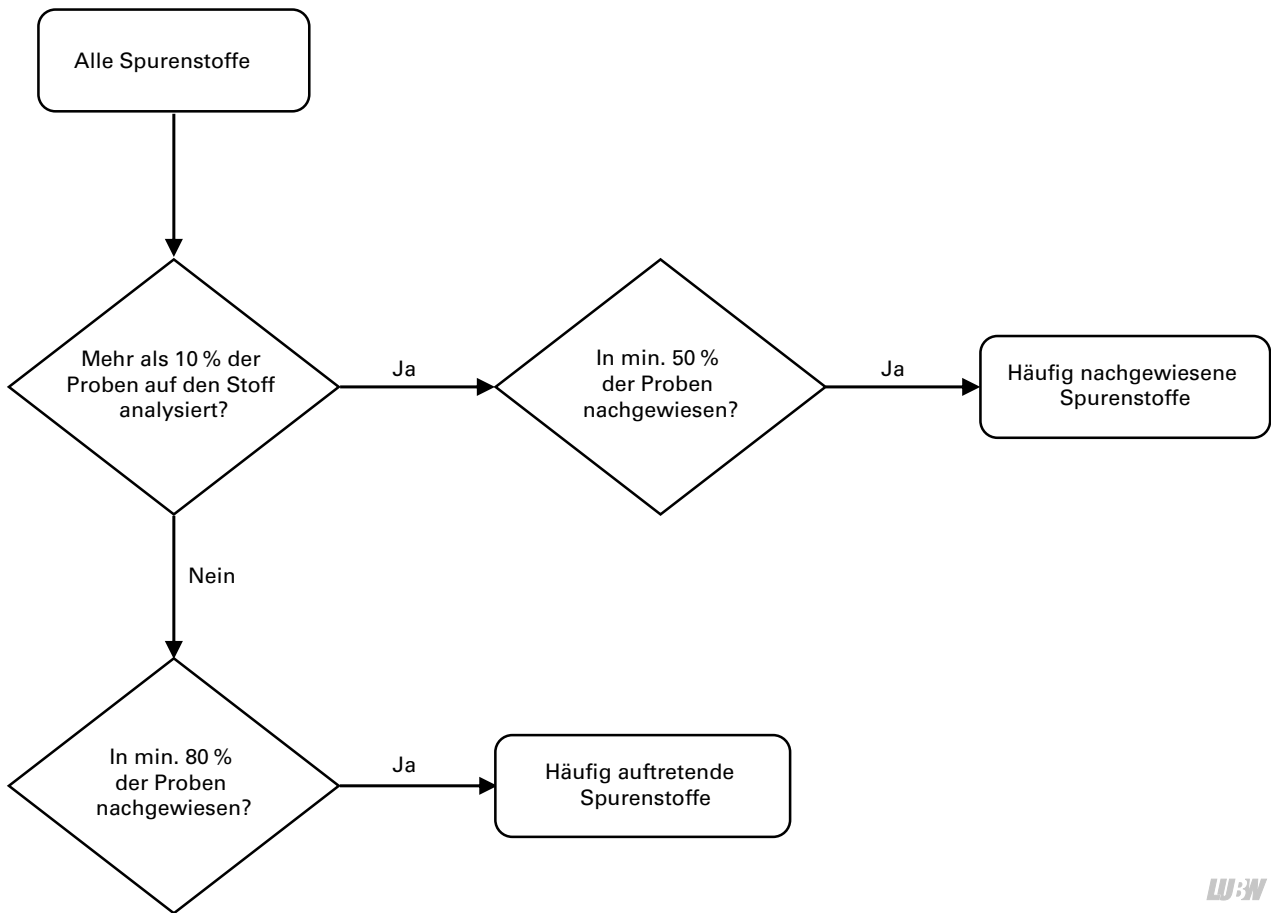 Alle Spurenstoffe
Mehr als 10 % der
Proben auf den Stoff
analysiert?
Ja
In min. 50 %
der Proben
nachgewiesen?
Ja
Häufig nachgewiesene
Spurenstoffe
Nein
In min. 80 %
der Proben
nachgewiesen?
Ja
Häufig auftretende
Spurenstoffe
LUBW